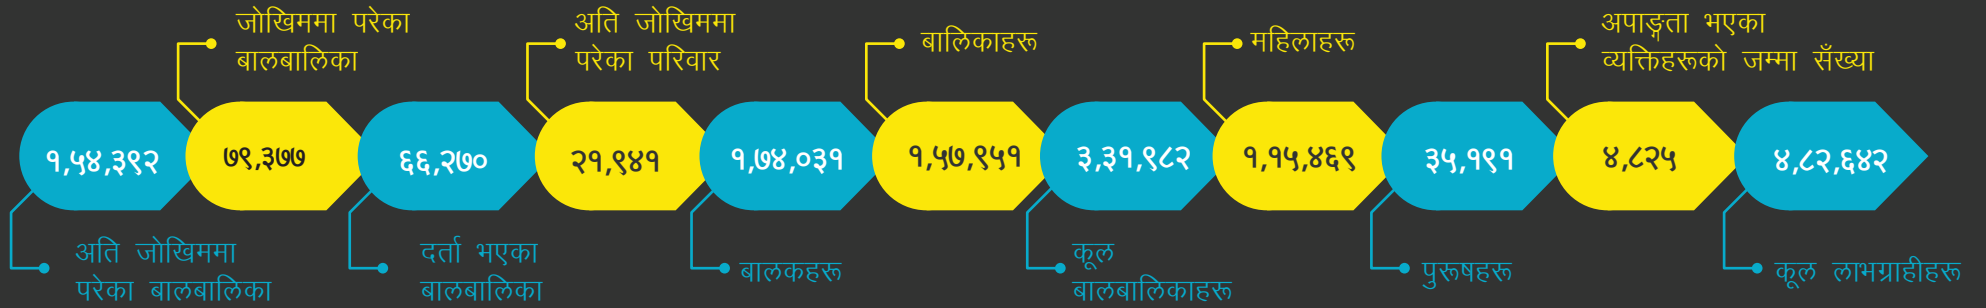 जोखिममा परेका
बालबालिका
अति जोखिममा
परेका परिवार
बालिकाहरू
महिलाहरू
अपाङ्गता भएका
व्यक्तिहरूको जम्मा सँख्या
१,५४,३९२
७९,३७७
६६,२७०
२१,९४१
१,७४,०३१
१,५७,९५१
३,३१,९८२
१,१५,४६९
३५,१९१
४,८२५
४,८२,६४२
अति जोखिममा
परेका बालबालिका
दर्ता भएका
बालबालिका
बालकहरू
कूल
बालबालिकाहरू
पुरूषहरू
कूल लाभग्राहीहरू